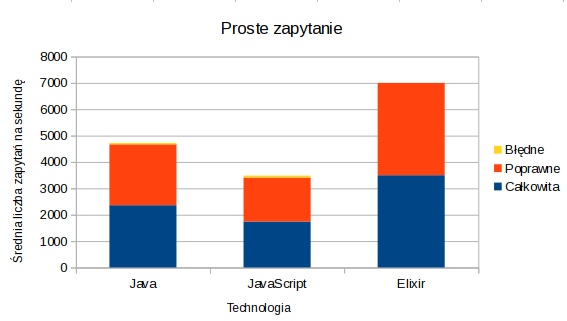 Proste zapytanie
8000
7000
6000
5000
4000
3000
2000
1000
0
Średnia liczba zapytań na sekundę
Java
JavaScript
Elixir
Technologia
Błędne
Poprawne
Całkowita